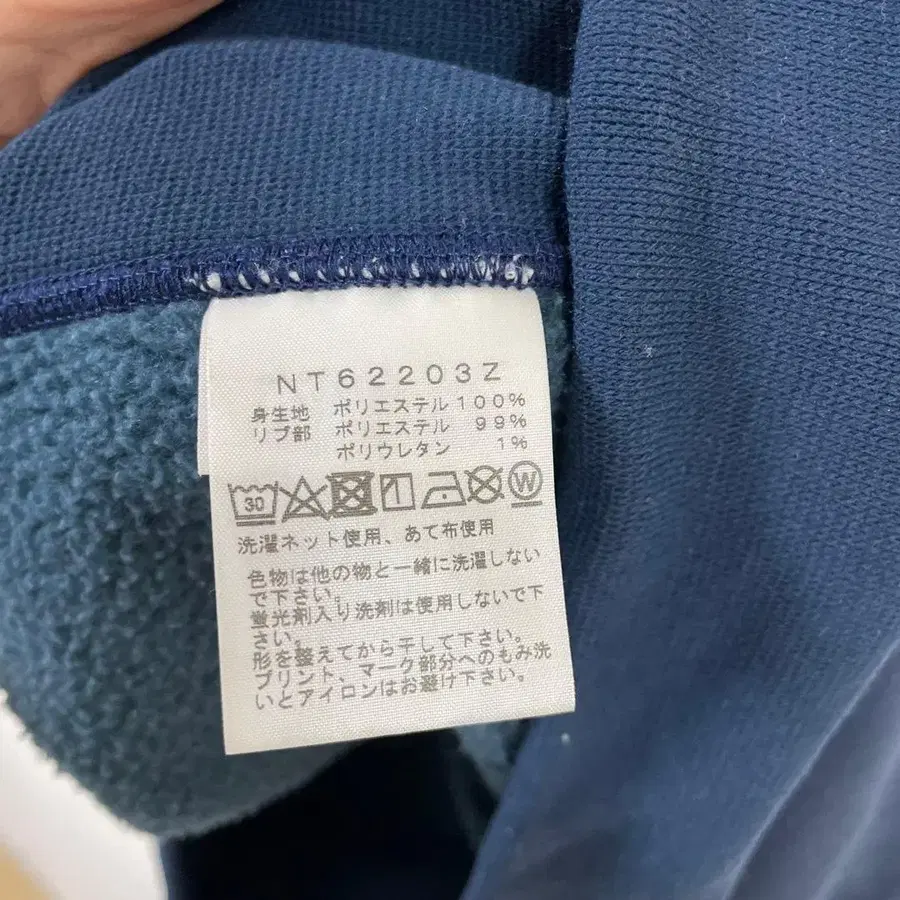 NT62203Z
身生地 ポリエステル 100%
リブ部 ポリエステル 99%
ポリウレタン 1%
30 W
洗濯ネット使用、あて布使用
色物は他の物と一緒に洗濯しない
で下さい。
蛍光剤入り洗剤は使用しないで下
さい。
形を整えてから干して下さい。
プリント、マーク部分へのもみ洗
いとアイロンはお避け下さい。